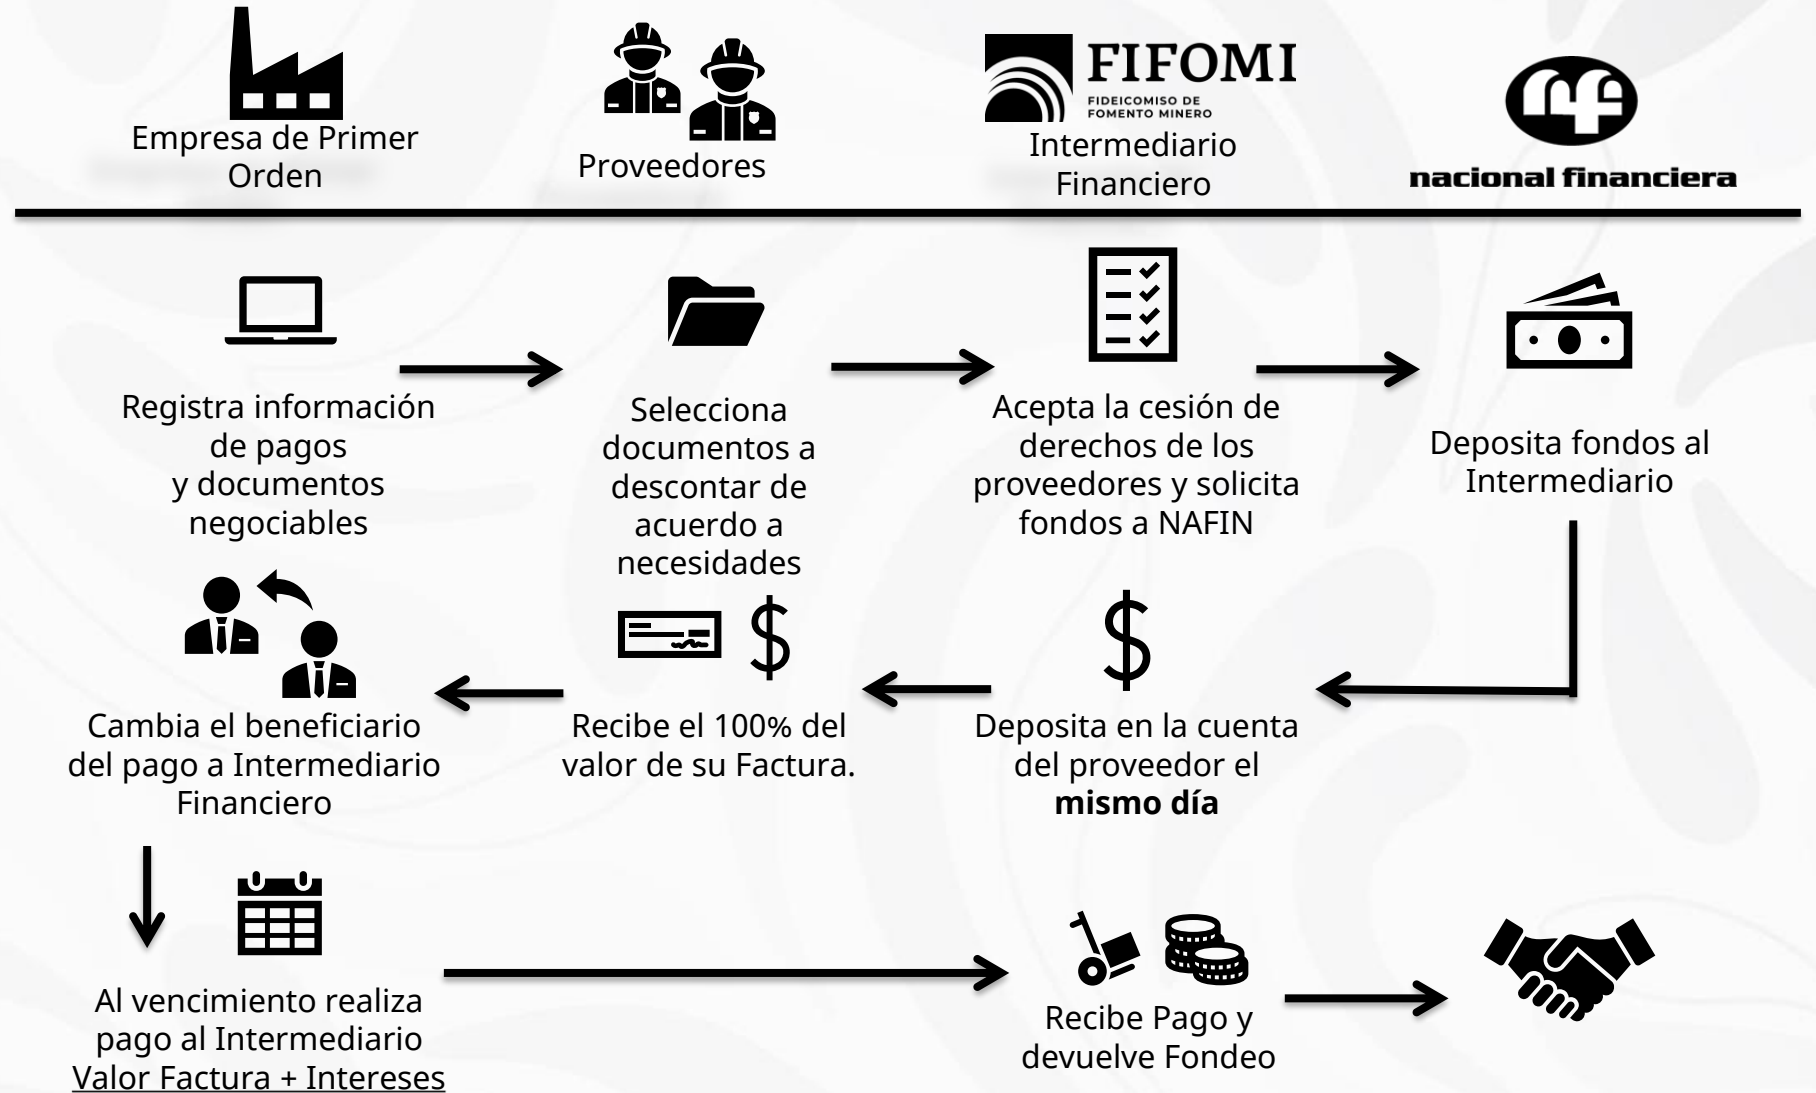 Empresa de Primer
Orden
Proveedores
FIFOMI
FIDEICOMISO DE
FOMENTO MINERO
Intermediario
Financiero
nf
nacional financiera
Registra información
de pagos
y documentos
negociables
Selecciona
documentos a
descontar de
acuerdo a
necesidades
Acepta la cesión de
derechos de los
proveedores y solicita
fondos a NAFIN
Deposita fondos al
Intermediario
$
$
Cambia el beneficiario
del pago a Intermediario
Financiero
Recibe el 100% del
valor de su Factura.
Deposita en la cuenta
del proveedor el
mismo día
Al vencimiento realiza
pago al Intermediario
Valor Factura + Intereses
Recibe Pago y
devuelve Fondeo